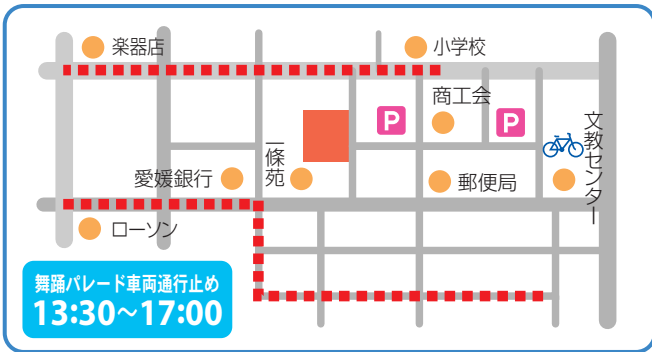 楽器店
小学校
商工会
P
P
文教センター
一條苑
愛媛銀行
郵便局
ローソン
舞踊パレード車両通行止め
13:30～17:00